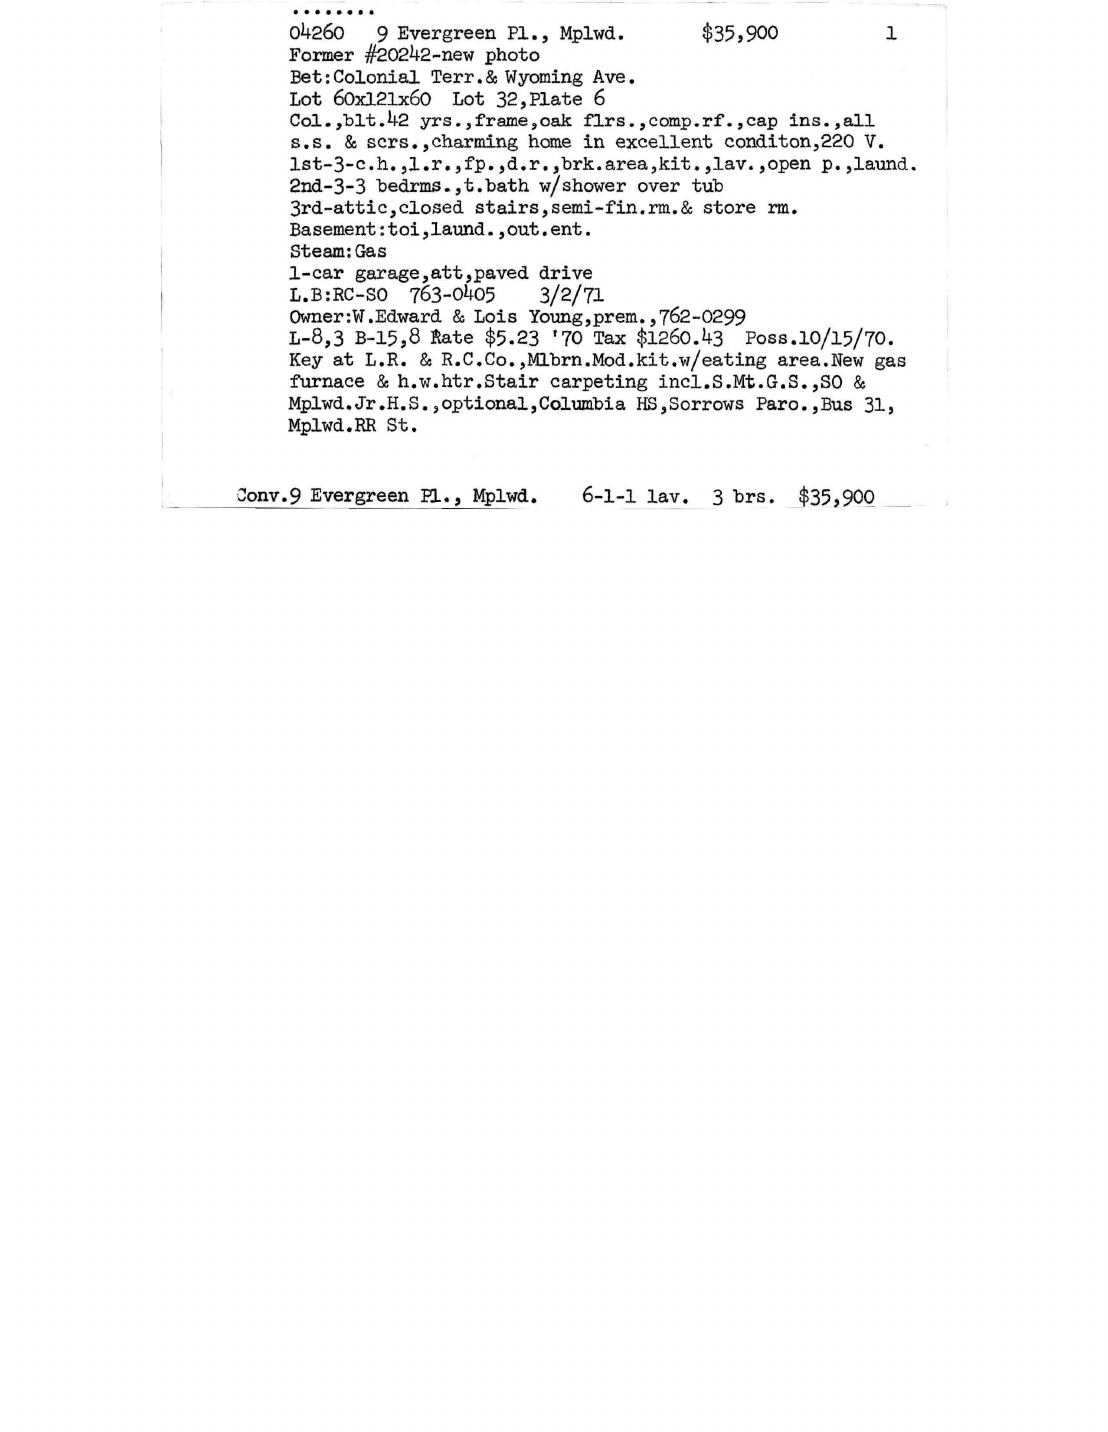 ........
04260 9 Evergreen Pl., Mplwd. $35,900 1
Former #20242-new photo
Bet:Colonial Terr.& Wyoming Ave.
Lot 60x121x60 Lot 32,Plate 6
Col.,blt.42 yrs.,frame,oak flrs.,comp.rf.,cap ins.,all
s.s. & scrs.,charming home in excellent conditon,220 V.
1st-3-c.h.,l.r.,fp.,d.r.,brk.area,kit.,lav.,open p.,laund.
2nd-3-3 bedrms.,t.bath w/shower over tub
3rd-attic,closed stairs,semi-fin.rm.& store rm.
Basement:toi,laund.,out.ent.
Steam:Gas
1-car garage,att,paved drive
L.B:RC-SO 763-0405 3/2/71
Owner:W.Edward & Lois Young,prem.,762-0299
L-8,3 B-15,8 Rate $5.23 '70 Tax $1260.43 Poss.10/15/70.
Key at L.R. & R.C.Co.,Mlbrn.Mod.kit.w/eating area.New gas
furnace & h.w.htr.Stair carpeting incl.S.Mt.G.S.,SO &
Mplwd.Jr.H.S.,optional,Columbia HS,Sorrows Paro.,Bus 31,
Mplwd.RR St.
Conv.9 Evergreen Pl., Mplwd. 6-1-1 lav. 3 brs. $35,900